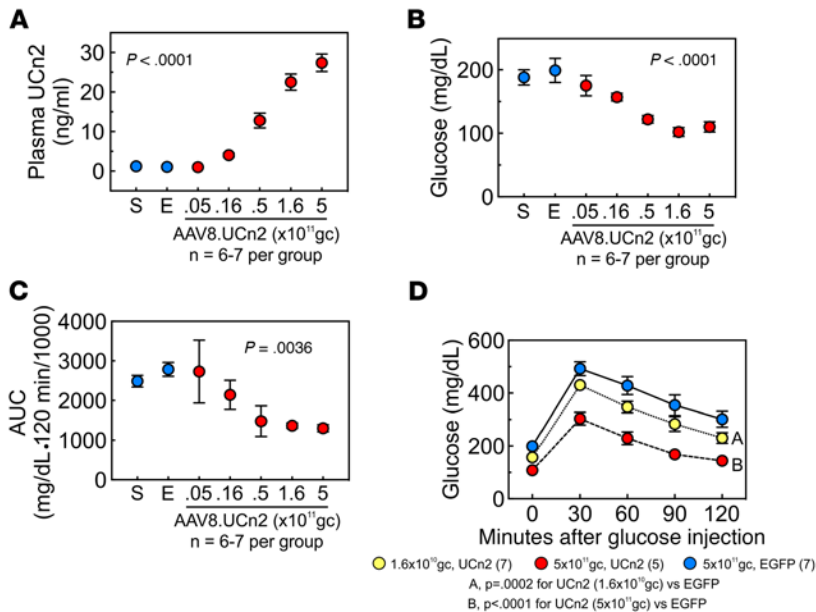 A
Plasma UCn2
(ng/ml)
30
20
10
0
P < .0001
S E .05 .16 .5 1.6 5
AAV8.UCn2 (x10¹¹gc)
n = 6-7 per group
B
Glucose (mg/dL)
200
100
0
P < .0001
S E .05 .16 .5 1.6 5
AAV8.UCn2 (x10¹¹gc)
n = 6-7 per group
C
AUC
(mg/dL·120 min/1000)
4000
3000
2000
1000
0
P = .0036
S E .05 .16 .5 1.6 5
AAV8.UCn2 (x10¹¹gc)
n = 6-7 per group
D
Glucose (mg/dL)
600
400
200
0
A
B
0 30 60 90 120
Minutes after glucose injection
1.6x10¹⁰gc, UCn2 (7) 5x10¹¹gc, UCn2 (5) 5x10¹¹gc, EGFP (7)
A, p=.0002 for UCn2 (1.6x10¹⁰gc) vs EGFP
B, p<.0001 for UCn2 (5x10¹¹gc) vs EGFP